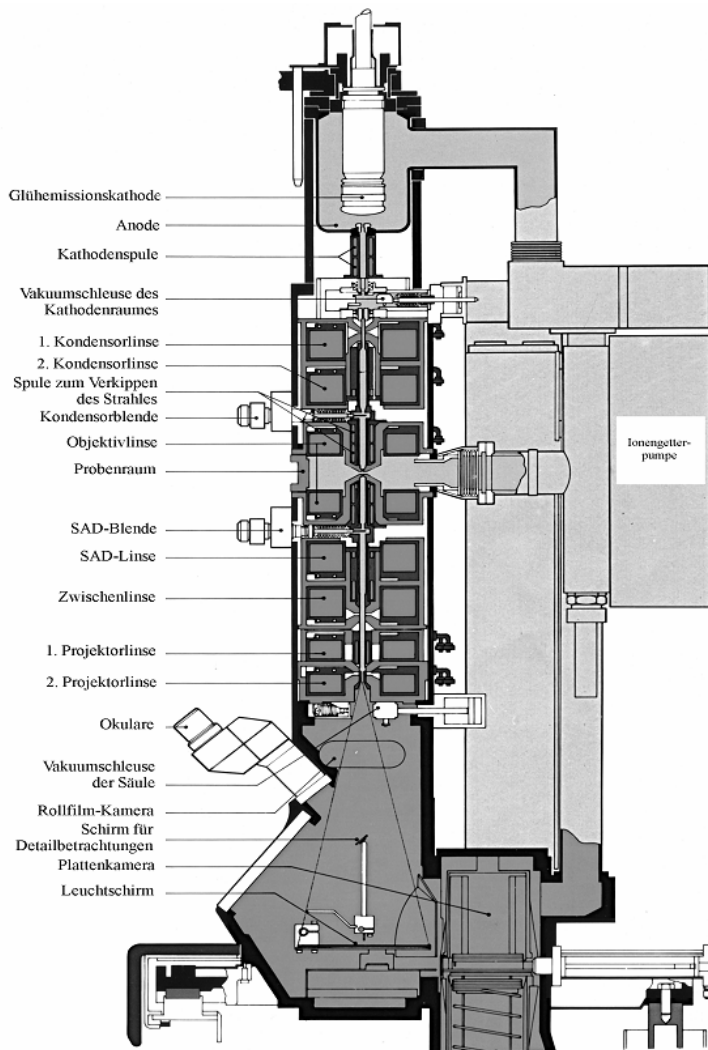 Glühemissionskathode
Anode
Kathodenspule
Vakuumschleuse des
Kathodenraumes
1. Kondensorlinse
2. Kondensorlinse
Spule zum Verkippen
des Strahles
Kondensorblende
Objektivlinse
Probenraum
Ionengetter-
pumpe
SAD-Blende
SAD-Linse
Zwischenlinse
1. Projektorlinse
2. Projektorlinse
Okulare
Vakuumschleuse
der Säule
Rollfilm-Kamera
Schirm für
Detailbetrachtungen
Plattenkamera
Leuchtschirm